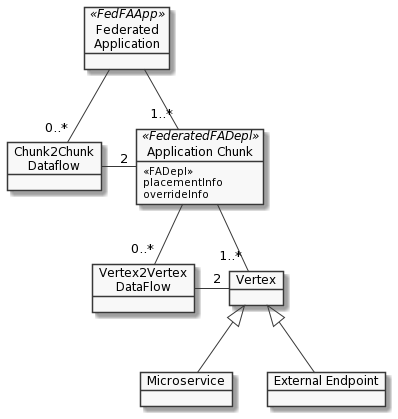 «FedFAApp»
Federated
Application
0..*
1..*
Chunk2Chunk
Dataflow
2
«FederatedFADepl»
Application Chunk
«FADepl»
placementInfo
overrideInfo
0..*
1..*
Vertex2Vertex
DataFlow
2
Vertex
Microservice
External Endpoint